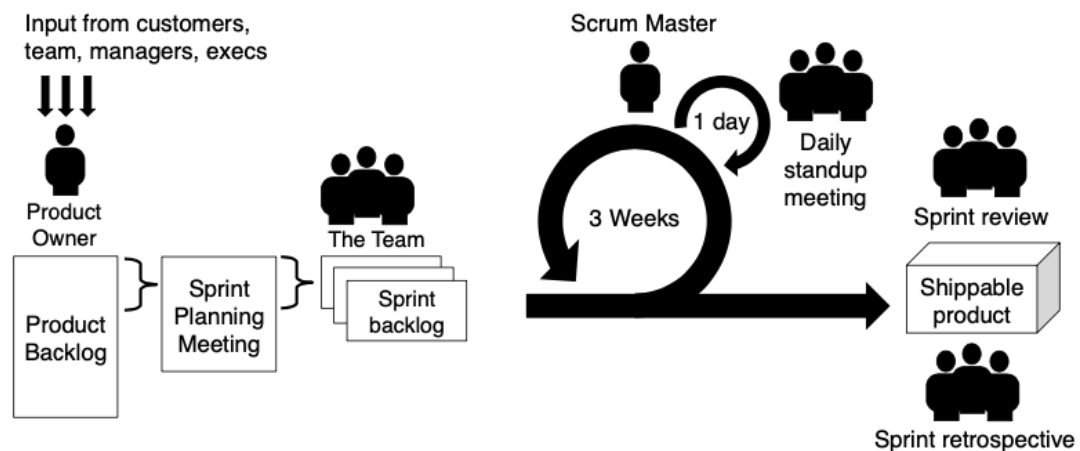 Input from customers,
team, managers, execs
Product
Owner
Product
Backlog
Sprint
Planning
Meeting
The Team
Sprint
backlog
Scrum Master
1 day
3 Weeks
Daily
standup
meeting
Sprint review
Shippable
product
Sprint retrospective